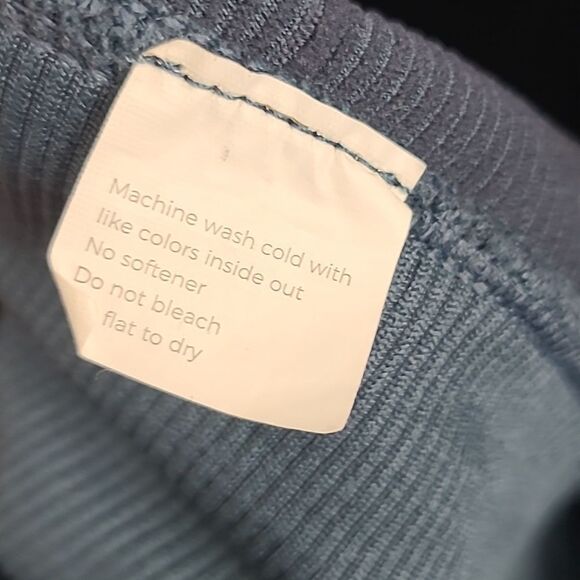 Machine wash cold with
like colors inside out
No softener
Do not bleach
flat to dry